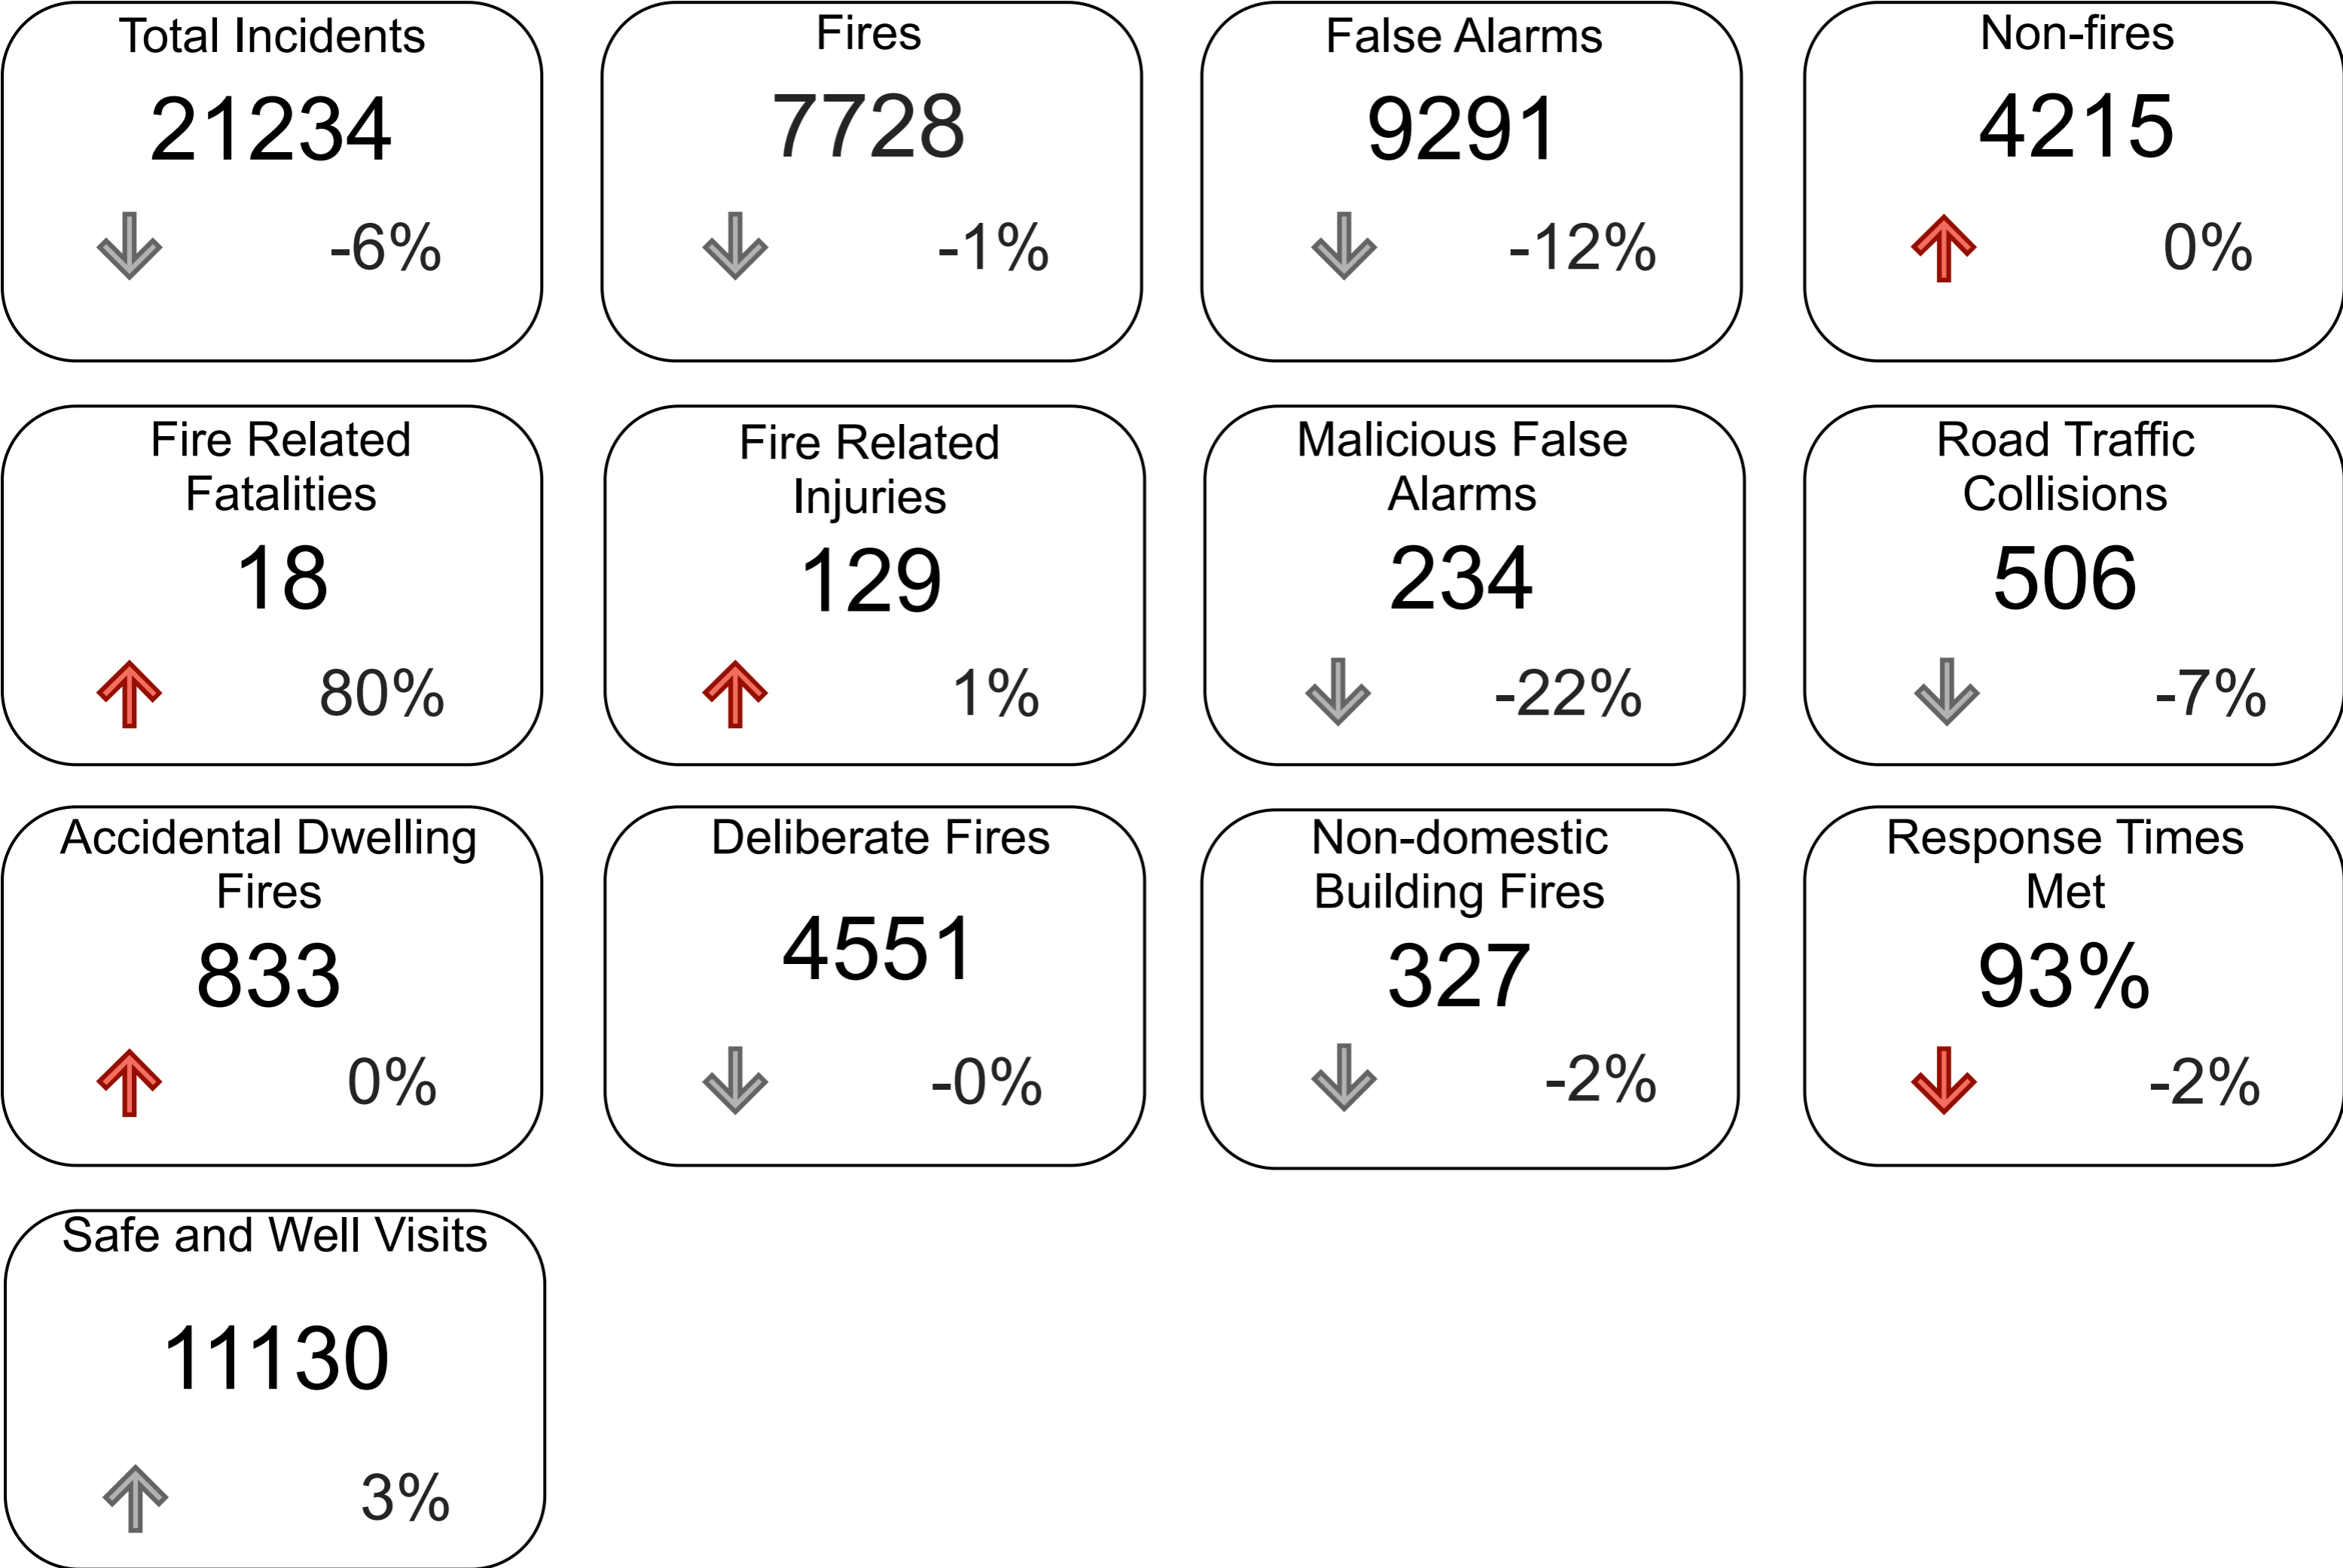 Total Incidents
21234
-6%
Fires
7728
-1%
False Alarms
9291
-12%
Non-fires
4215
0%
Fire Related
Fatalities
18
80%
Fire Related
Injuries
129
1%
Malicious False
Alarms
234
-22%
Road Traffic
Collisions
506
-7%
Accidental Dwelling
Fires
833
0%
Deliberate Fires
4551
-0%
Non-domestic
Building Fires
327
-2%
Response Times
Met
93%
-2%
Safe and Well Visits
11130
3%